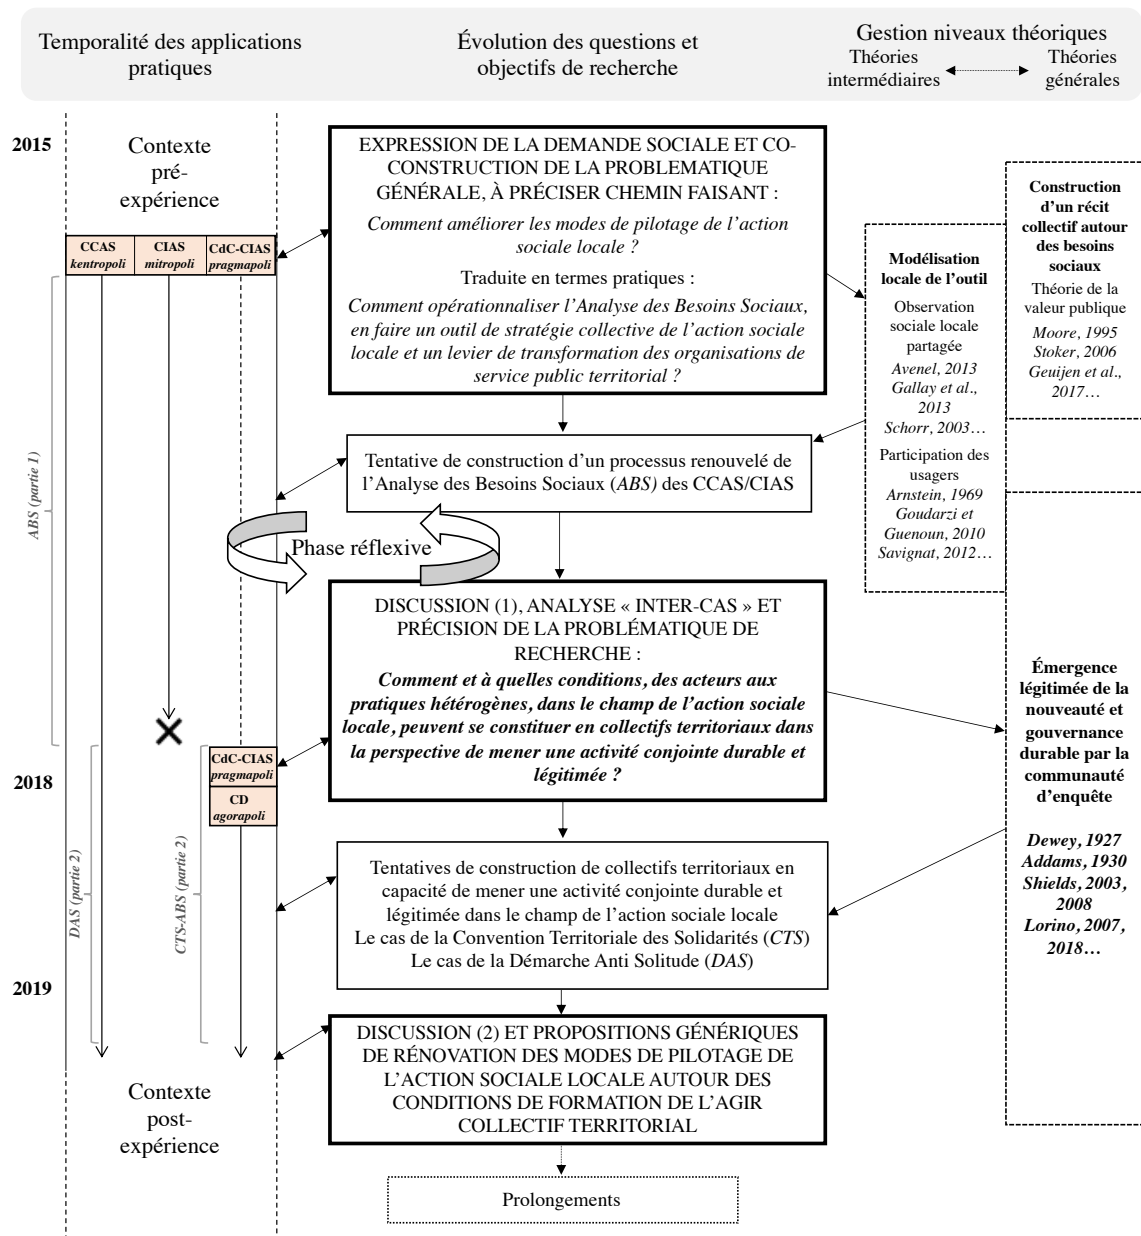 Temporalité des applications
pratiques
Évolution des questions et
objectifs de recherche
Gestion niveaux théoriques
Théories
intermédiaires
Théories
générales
2015
Contexte
pré-
expérience
CCAS
kentropoli
CIAS
mitropoli
CdC-CIAS
pragmapoli
ABS (partie 1)
EXPRESSION DE LA DEMANDE SOCIALE ET CO-
CONSTRUCTION DE LA PROBLEMATIQUE
GÉNÉRALE, À PRÉCISER CHEMIN FAISANT :
Comment améliorer les modes de pilotage de l’action
sociale locale ?
Traduite en termes pratiques :
Comment opérationnaliser l’Analyse des Besoins Sociaux,
en faire un outil de stratégie collective de l’action sociale
locale et un levier de transformation des organisations de
service public territorial ?
Modélisation
locale de l’outil
Observation
sociale locale
partagée
Avenel, 2013
Gallay et al.,
2013
Schorr, 2003…
Participation des
usagers
Arnstein, 1969
Goudarzi et
Guenoun, 2010
Savignat, 2012…
Construction
d’un récit
collectif autour
des besoins
sociaux
Théorie de la
valeur publique
Moore, 1995
Stoker, 2006
Geuijen et al.,
2017…
Tentative de construction d’un processus renouvelé de
l’Analyse des Besoins Sociaux (ABS) des CCAS/CIAS
Phase réflexive
DISCUSSION (1), ANALYSE « INTER-CAS » ET
PRÉCISION DE LA PROBLÉMATIQUE DE
RECHERCHE :
Comment et à quelles conditions, des acteurs aux
pratiques hétérogènes, dans le champ de l’action sociale
locale, peuvent se constituer en collectifs territoriaux dans
la perspective de mener une activité conjointe durable et
légitimée ?
Émergence
légitimée de la
nouveauté et
gouvernance
durable par la
communauté
d’enquête
Dewey, 1927
Addams, 1930
Shields, 2003,
2008
Lorino, 2007,
2018…
2018
CdC-CIAS
pragmapoli
CD
agorapoli
DAS (partie 2)
CTS-ABS (partie 2)
Tentatives de construction de collectifs territoriaux en
capacité de mener une activité conjointe durable et
légitimée dans le champ de l’action sociale locale
Le cas de la Convention Territoriale des Solidarités (CTS)
Le cas de la Démarche Anti Solitude (DAS)
2019
DISCUSSION (2) ET PROPOSITIONS GÉNÉRIQUES
DE RÉNOVATION DES MODES DE PILOTAGE DE
L’ACTION SOCIALE LOCALE AUTOUR DES
CONDITIONS DE FORMATION DE L’AGIR
COLLECTIF TERRITORIAL
Contexte
post-
expérience
Prolongements